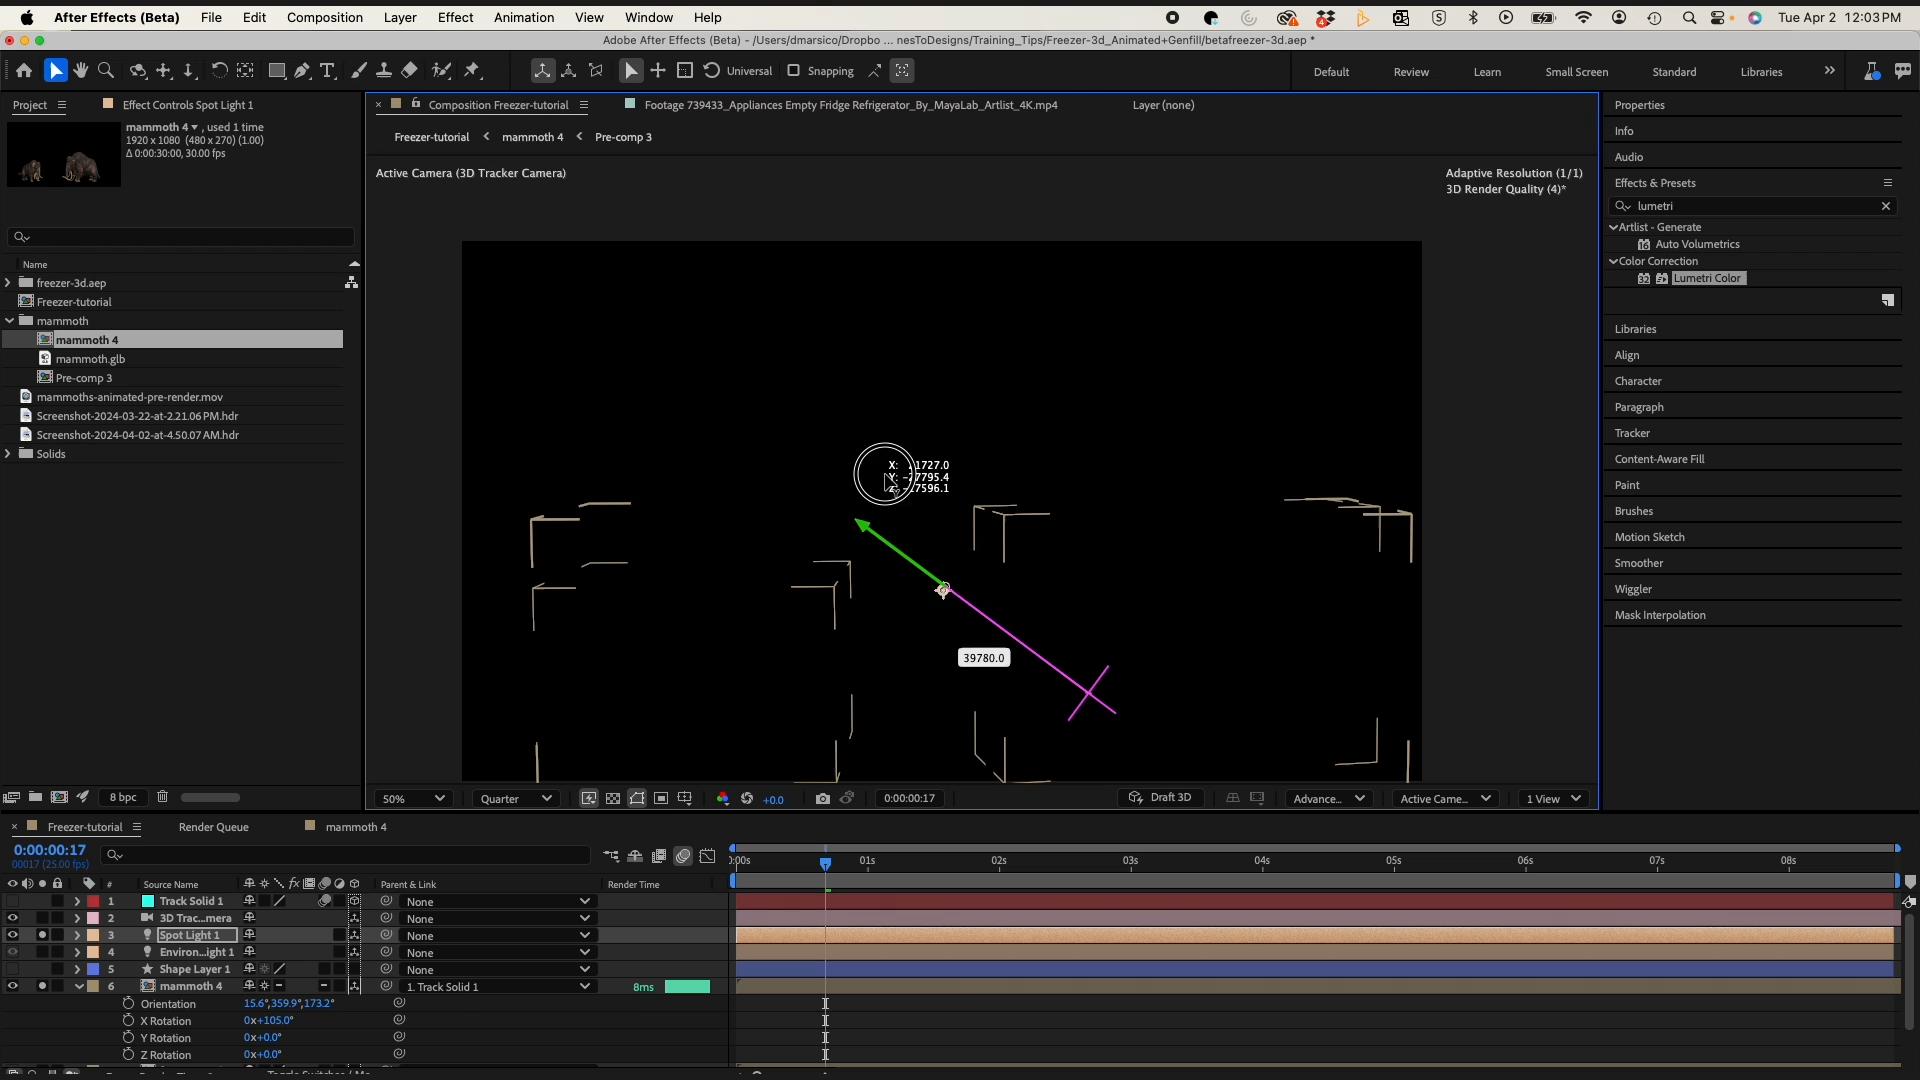 After Effects (Beta) File Edit Composition Layer Effect Animation View Window Help Tue Apr 2 12:03 PM
Adobe After Effects (Beta) - /Users/dmarsico/Dropbo ... nesToDesigns/Training_Tips/Freezer-3d_Animated+Genfill/betafreezer-3d.aep *
Universal Snapping Default Review Learn Small Screen Standard Libraries
Project Effect Controls Spot Light 1
mammoth 4 , used 1 time
1920 x 1080 (480 x 270) (1.00)
Δ 0:00:30:00, 30.00 fps
Name
freezer-3d.aep
Freezer-tutorial
mammoth
mammoth 4
mammoth.glb
Pre-comp 3
mammoths-animated-pre-render.mov
Screenshot-2024-03-22-at-2.21.06 PM.hdr
Screenshot-2024-04-02-at-4.50.07 AM.hdr
Solids
8 bpc
Composition Freezer-tutorial Footage 739433_Appliances Empty Fridge Refrigerator_By_MayaLab_Artlist_4K.mp4 Layer (none)
Freezer-tutorial < mammoth 4 < Pre-comp 3
Active Camera (3D Tracker Camera)
Adaptive Resolution (1/1)
3D Render Quality (4)*
39780.0
50% Quarter +0.0 0:00:00:17 Draft 3D Advance... Active Came... 1 View
Properties
Info
Audio
Effects & Presets
lumetri
Artlist - Generate
16 Auto Volumetrics
Color Correction
32 Lumetri Color
Libraries
Align
Character
Paragraph
Tracker
Content-Aware Fill
Paint
Brushes
Motion Sketch
Smoother
Wiggler
Mask Interpolation
Freezer-tutorial Render Queue mammoth 4
0:00:00:17
00017 (25.00 fps)
# Source Name fx Parent & Link Render Time
1 Track Solid 1 None
2 3D Trac...mera None
3 Spot Light 1 None
4 Environ...ight 1 None
5 Shape Layer 1 None
6 mammoth 4 1. Track Solid 1 8ms
Orientation 15.6°,359.9°,173.2°
X Rotation 0x+105.0°
Y Rotation 0x+0.0°
Z Rotation 0x+0.0°
01s 02s 03s 04s 05s 06s 07s 08s